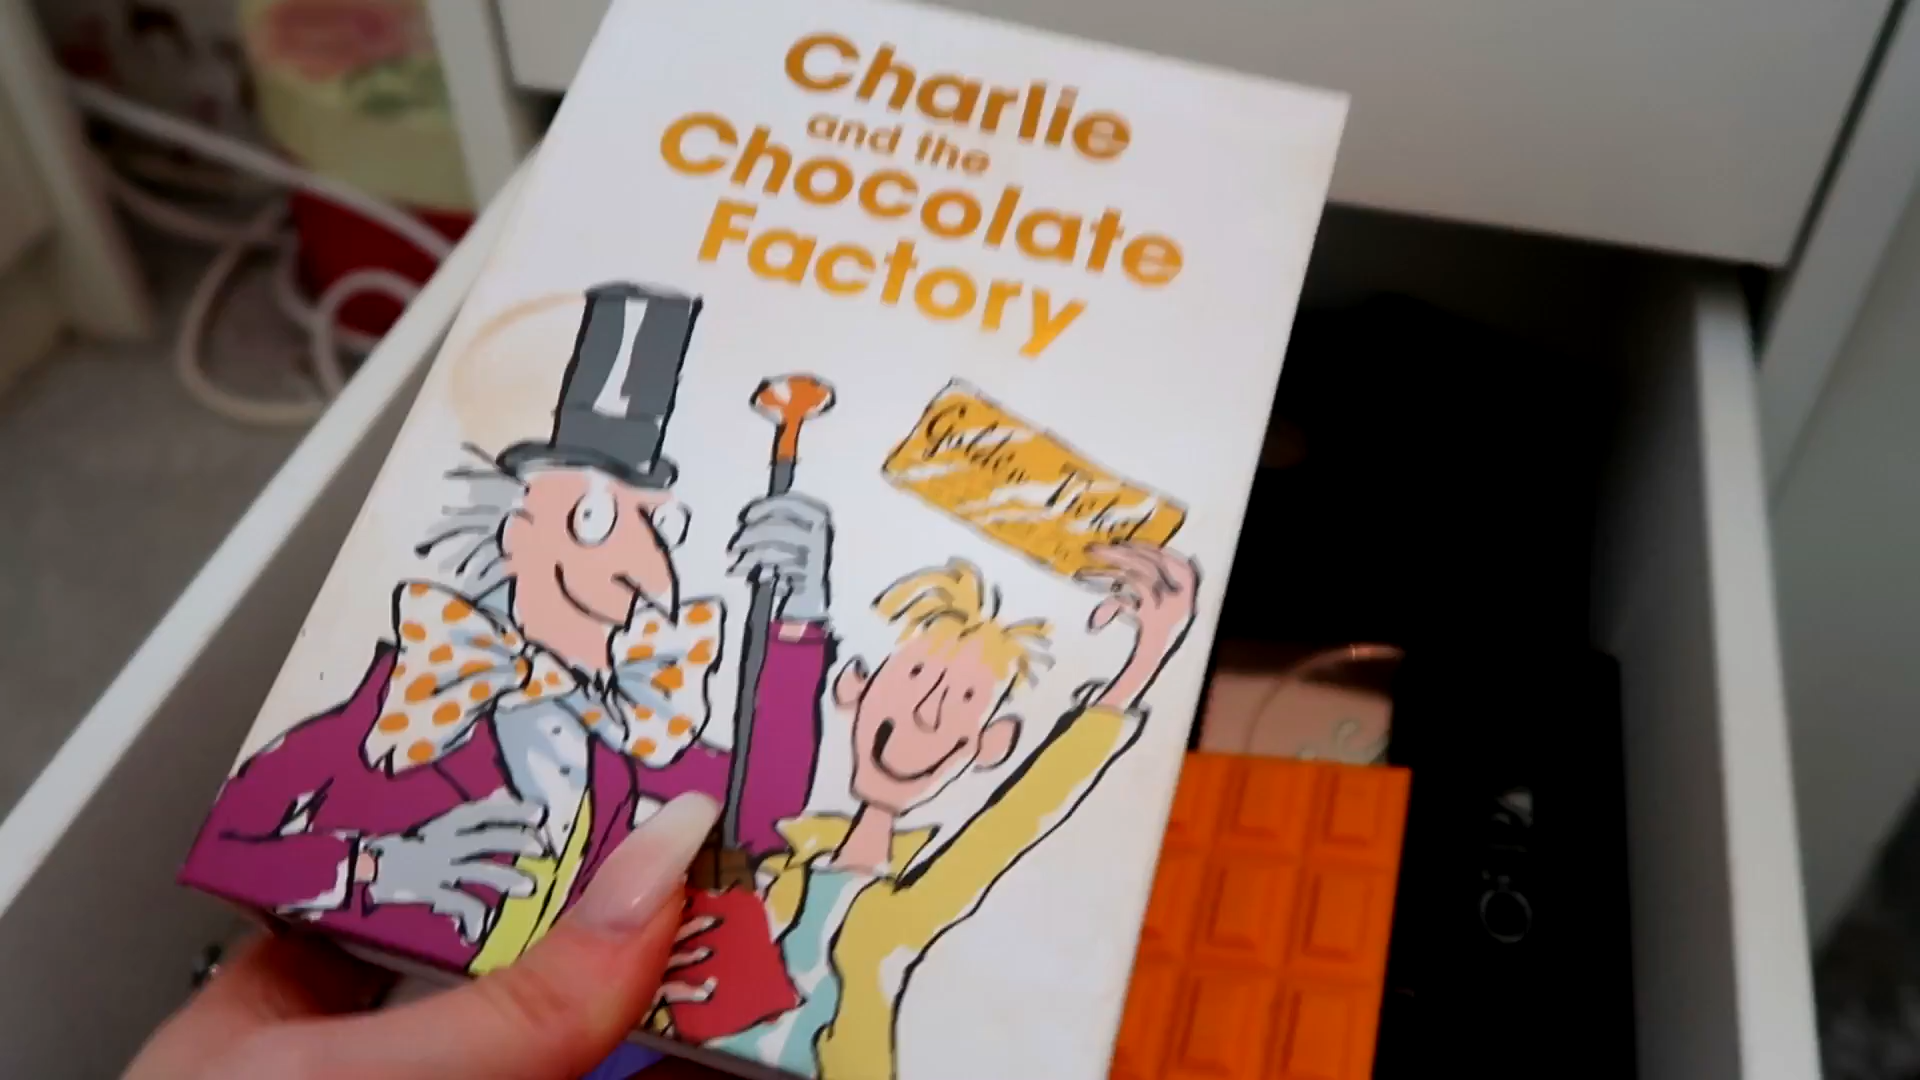 Charlie
and the
Chocolate
Factory
Golden Ticket